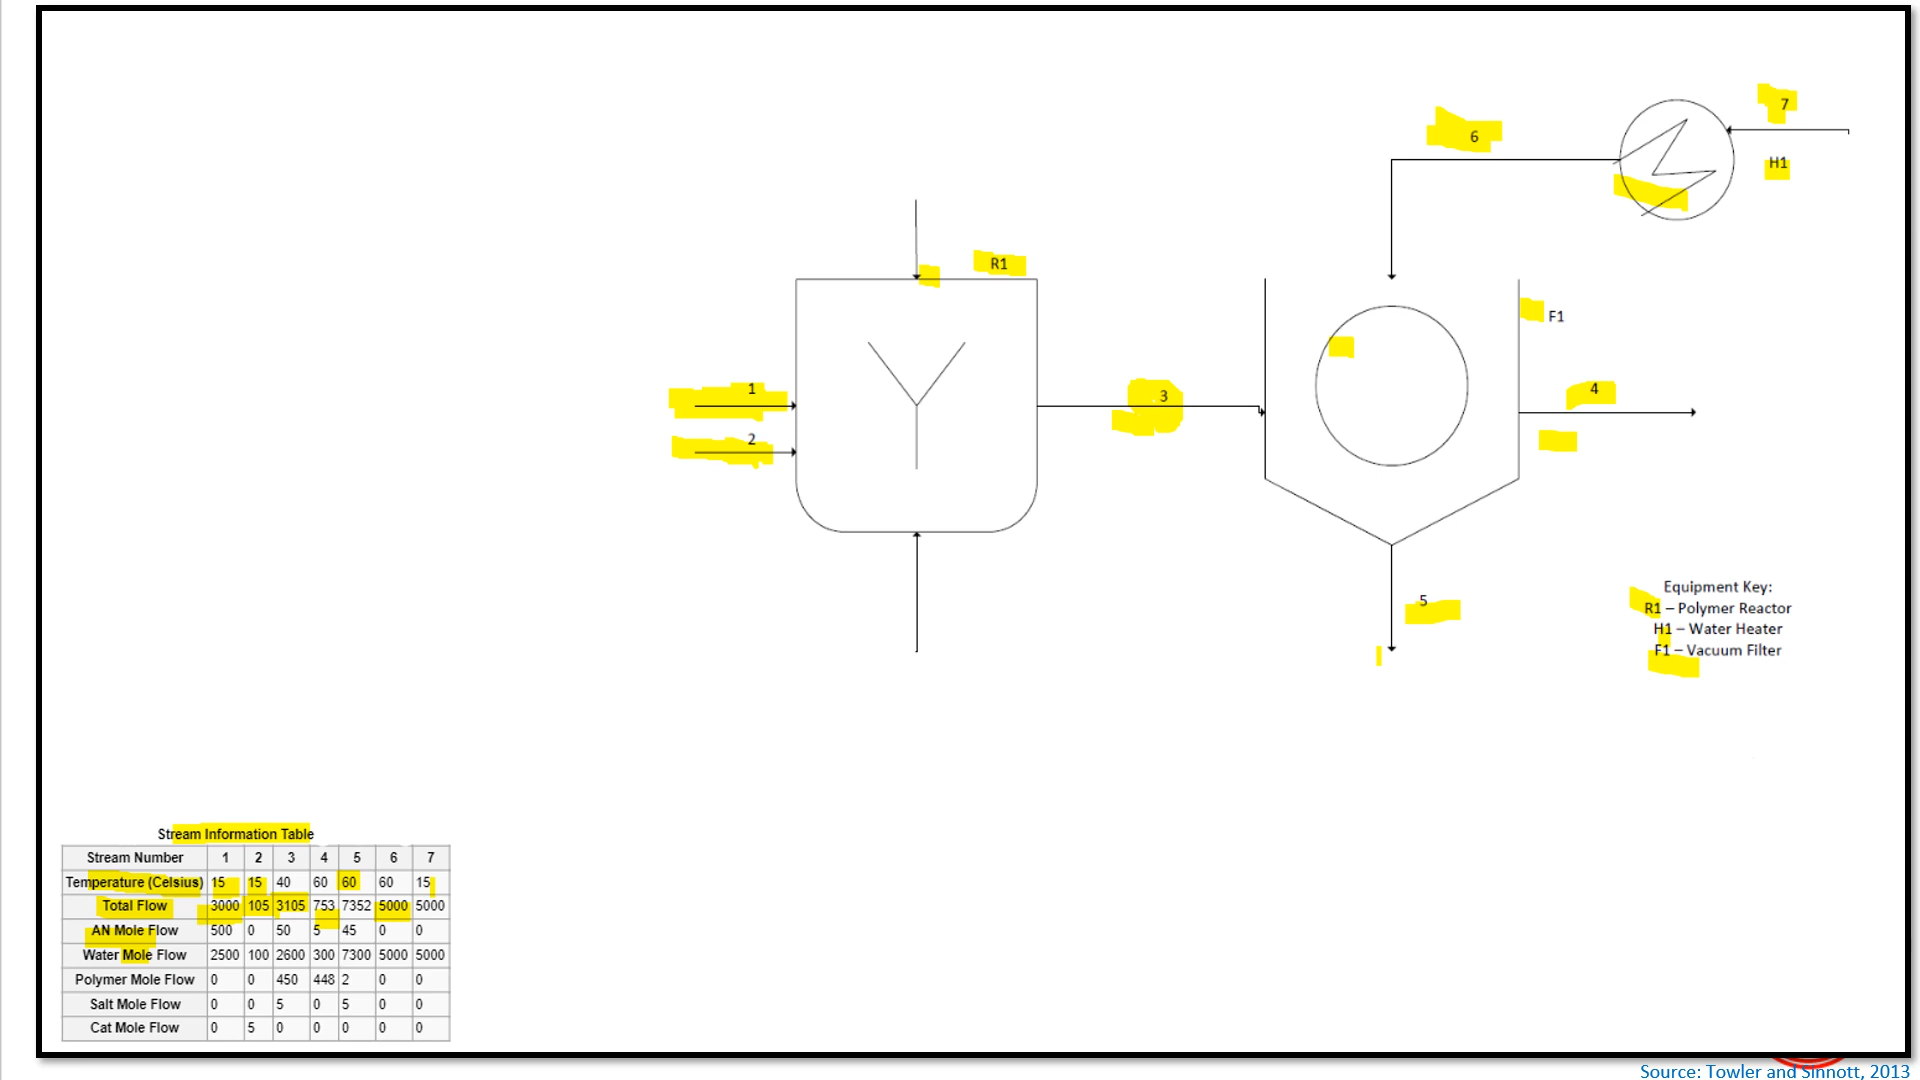 7
6
H1
R1
F1
1
3
4
2
5
Equipment Key:
R1 – Polymer Reactor
H1 – Water Heater
F1 – Vacuum Filter
Stream Information Table
Stream Number 1 2 3 4 5 6 7
Temperature (Celsius) 15 15 40 60 60 60 15
Total Flow 3000 105 3105 753 7352 5000 5000
AN Mole Flow 500 0 50 5 45 0 0
Water Mole Flow 2500 100 2600 300 7300 5000 5000
Polymer Mole Flow 0 0 450 448 2 0 0
Salt Mole Flow 0 0 5 0 5 0 0
Cat Mole Flow 0 5 0 0 0 0 0
Source: Towler and Sinnott, 2013